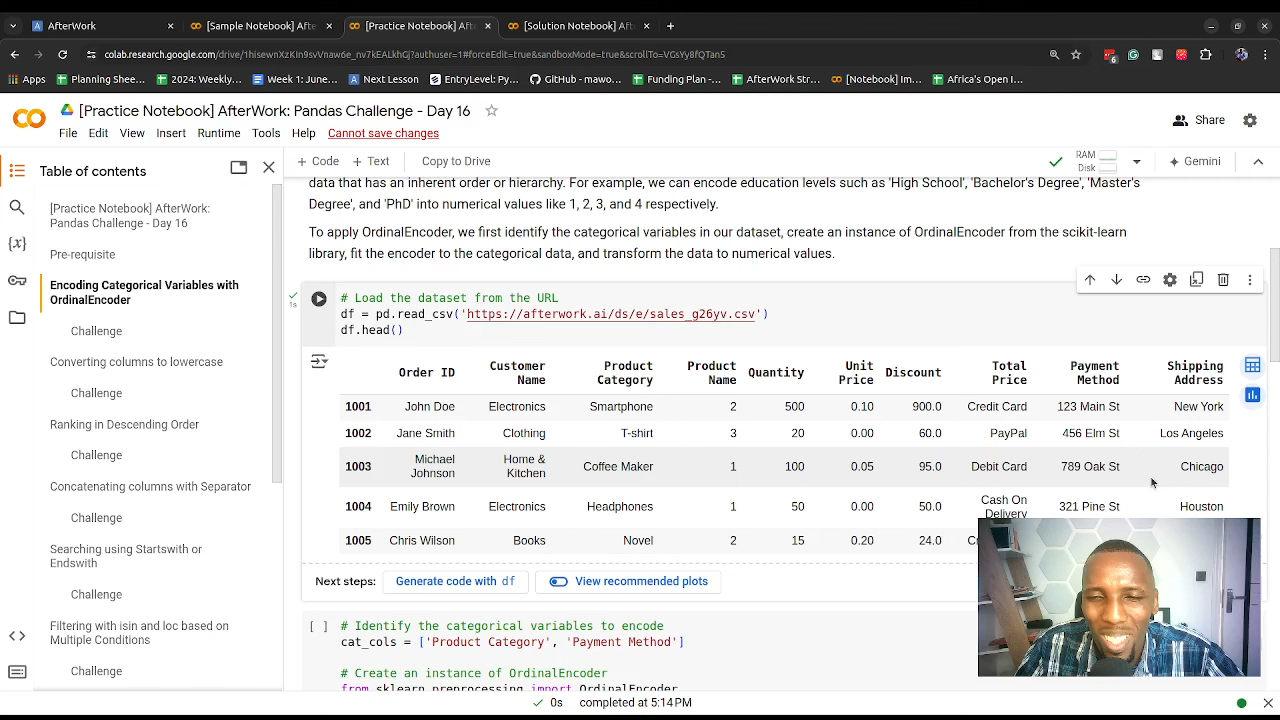 AfterWork
[Sample Notebook] Aft
[Practice Notebook] Afte
[Solution Notebook] Aft
colab.research.google.com/drive/1hisewnXzKIn9svVnaw6e_nv7kEALkhGj?authuser=1#forceEdit=true&sandboxMode=true&scrollTo=VGsYy8fQTanS
Apps
Planning Shee...
2024: Weekly...
Week 1: June...
Next Lesson
EntryLevel: Py...
GitHub - mawo...
Funding Plan -...
AfterWork Str...
[Notebook] Im...
Africa's Open I...
[Practice Notebook] AfterWork: Pandas Challenge - Day 16
File Edit View Insert Runtime Tools Help Cannot save changes
Share
Table of contents
+ Code + Text Copy to Drive
RAM
Disk
Gemini
[Practice Notebook] AfterWork:
Pandas Challenge - Day 16
Pre-requisite
Encoding Categorical Variables with
OrdinalEncoder
Challenge
Converting columns to lowercase
Challenge
Ranking in Descending Order
Challenge
Concatenating columns with Separator
Challenge
Searching using Startswith or
Endswith
Challenge
Filtering with isin and loc based on
Multiple Conditions
Challenge
data that has an inherent order or hierarchy. For example, we can encode education levels such as 'High School', 'Bachelor's Degree', 'Master's
Degree', and 'PhD' into numerical values like 1, 2, 3, and 4 respectively.
To apply OrdinalEncoder, we first identify the categorical variables in our dataset, create an instance of OrdinalEncoder from the scikit-learn
library, fit the encoder to the categorical data, and transform the data to numerical values.
1s
# Load the dataset from the URL
df = pd.read_csv('https://afterwork.ai/ds/e/sales_g26yv.csv')
df.head()
Order ID Customer Name Product Category Product Name Quantity Unit Price Discount Total Price Payment Method Shipping Address
1001 John Doe Electronics Smartphone 2 500 0.10 900.0 Credit Card 123 Main St New York
1002 Jane Smith Clothing T-shirt 3 20 0.00 60.0 PayPal 456 Elm St Los Angeles
1003 Michael Johnson Home & Kitchen Coffee Maker 1 100 0.05 95.0 Debit Card 789 Oak St Chicago
1004 Emily Brown Electronics Headphones 1 50 0.00 50.0 Cash On Delivery 321 Pine St Houston
1005 Chris Wilson Books Novel 2 15 0.20 24.0
Next steps: Generate code with df View recommended plots
[ ] # Identify the categorical variables to encode
cat_cols = ['Product Category', 'Payment Method']
# Create an instance of OrdinalEncoder
from sklearn.preprocessing import OrdinalEncoder
0s completed at 5:14 PM